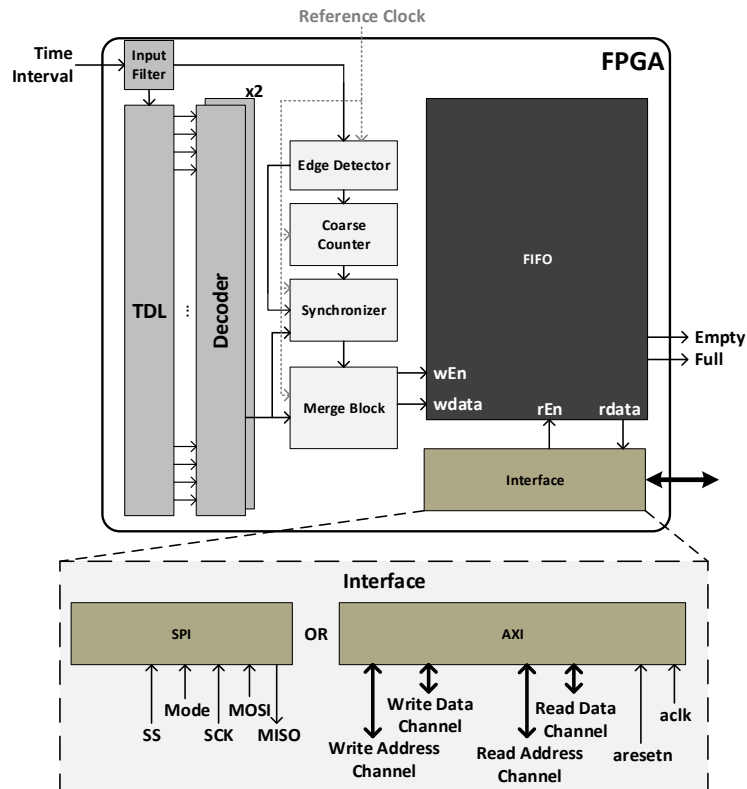 Reference Clock
Time
Interval
Input
Filter
FPGA
x2
Edge Detector
Coarse
Counter
FIFO
TDL
...
Decoder
Synchronizer
Empty
Full
wEn
Merge Block
wdata
rEn
rdata
Interface
Interface
SPI
OR
AXI
SS
Mode
SCK
MOSI
MISO
Write Address
Channel
Write Data
Channel
Read Address
Channel
Read Data
Channel
aresetn
aclk